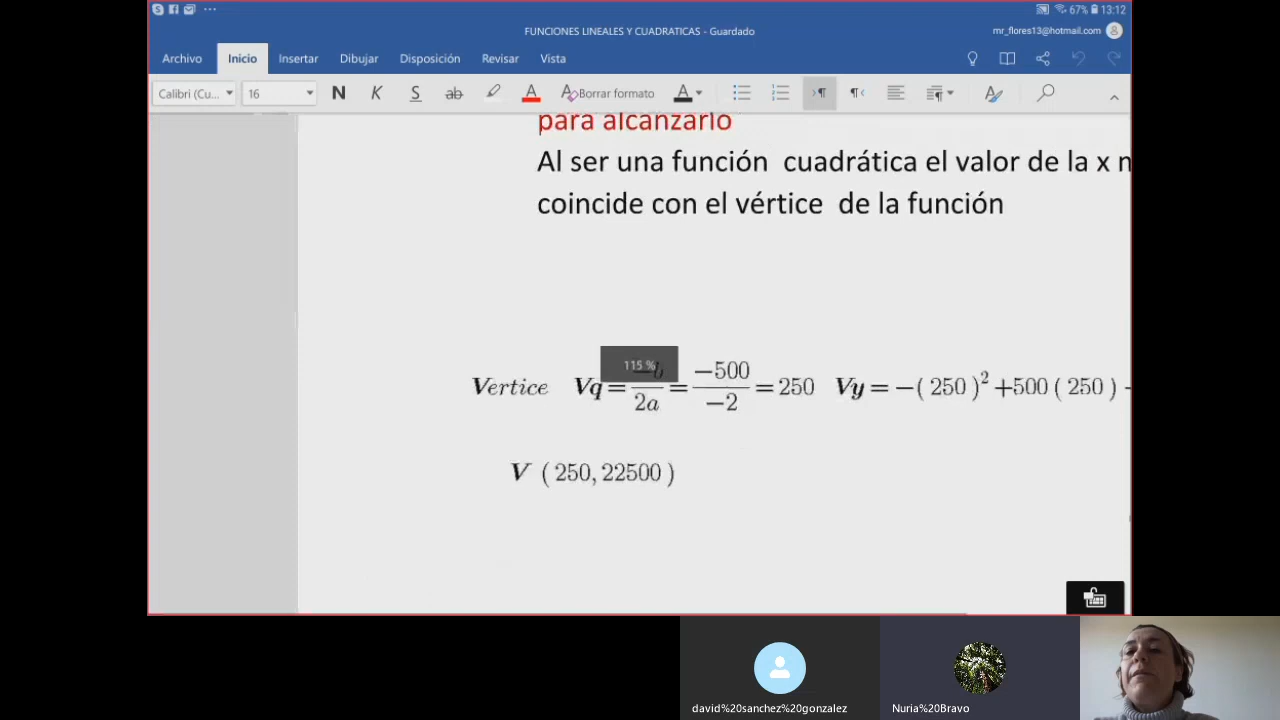 67% 13:12
FUNCIONES LINEALES Y CUADRATICAS - Guardado
mr_flores13@hotmail.com
Archivo Inicio Insertar Dibujar Disposición Revisar Vista
Calibri (Cu... 16 N K S ab A Borrar formato A
para alcanzarlo
Al ser una función cuadrática el valor de la x
coincide con el vértice de la función
115 %
Vertice Vq = -b/2a = -500/-2 = 250 Vy = -(250)² +500(250) -
V (250, 22500)
david%20sanchez%20gonzalez
Nuria%20Bravo